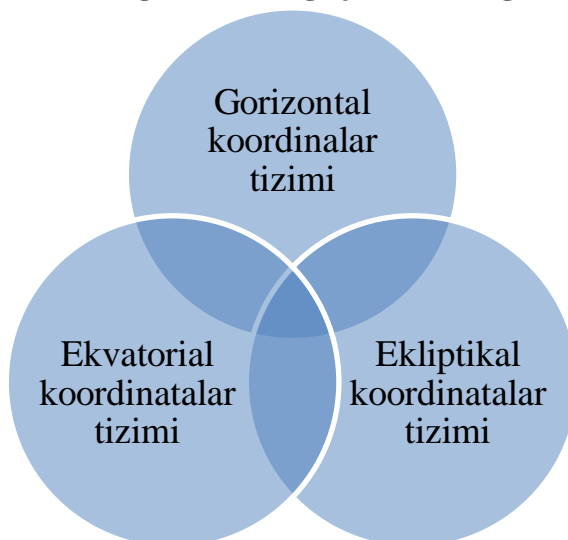 Gorizontal
koordinalar
tizimi
Ekvatorial
koordinatalar
tizimi
Ekliptikal
koordinatalar
tizimi